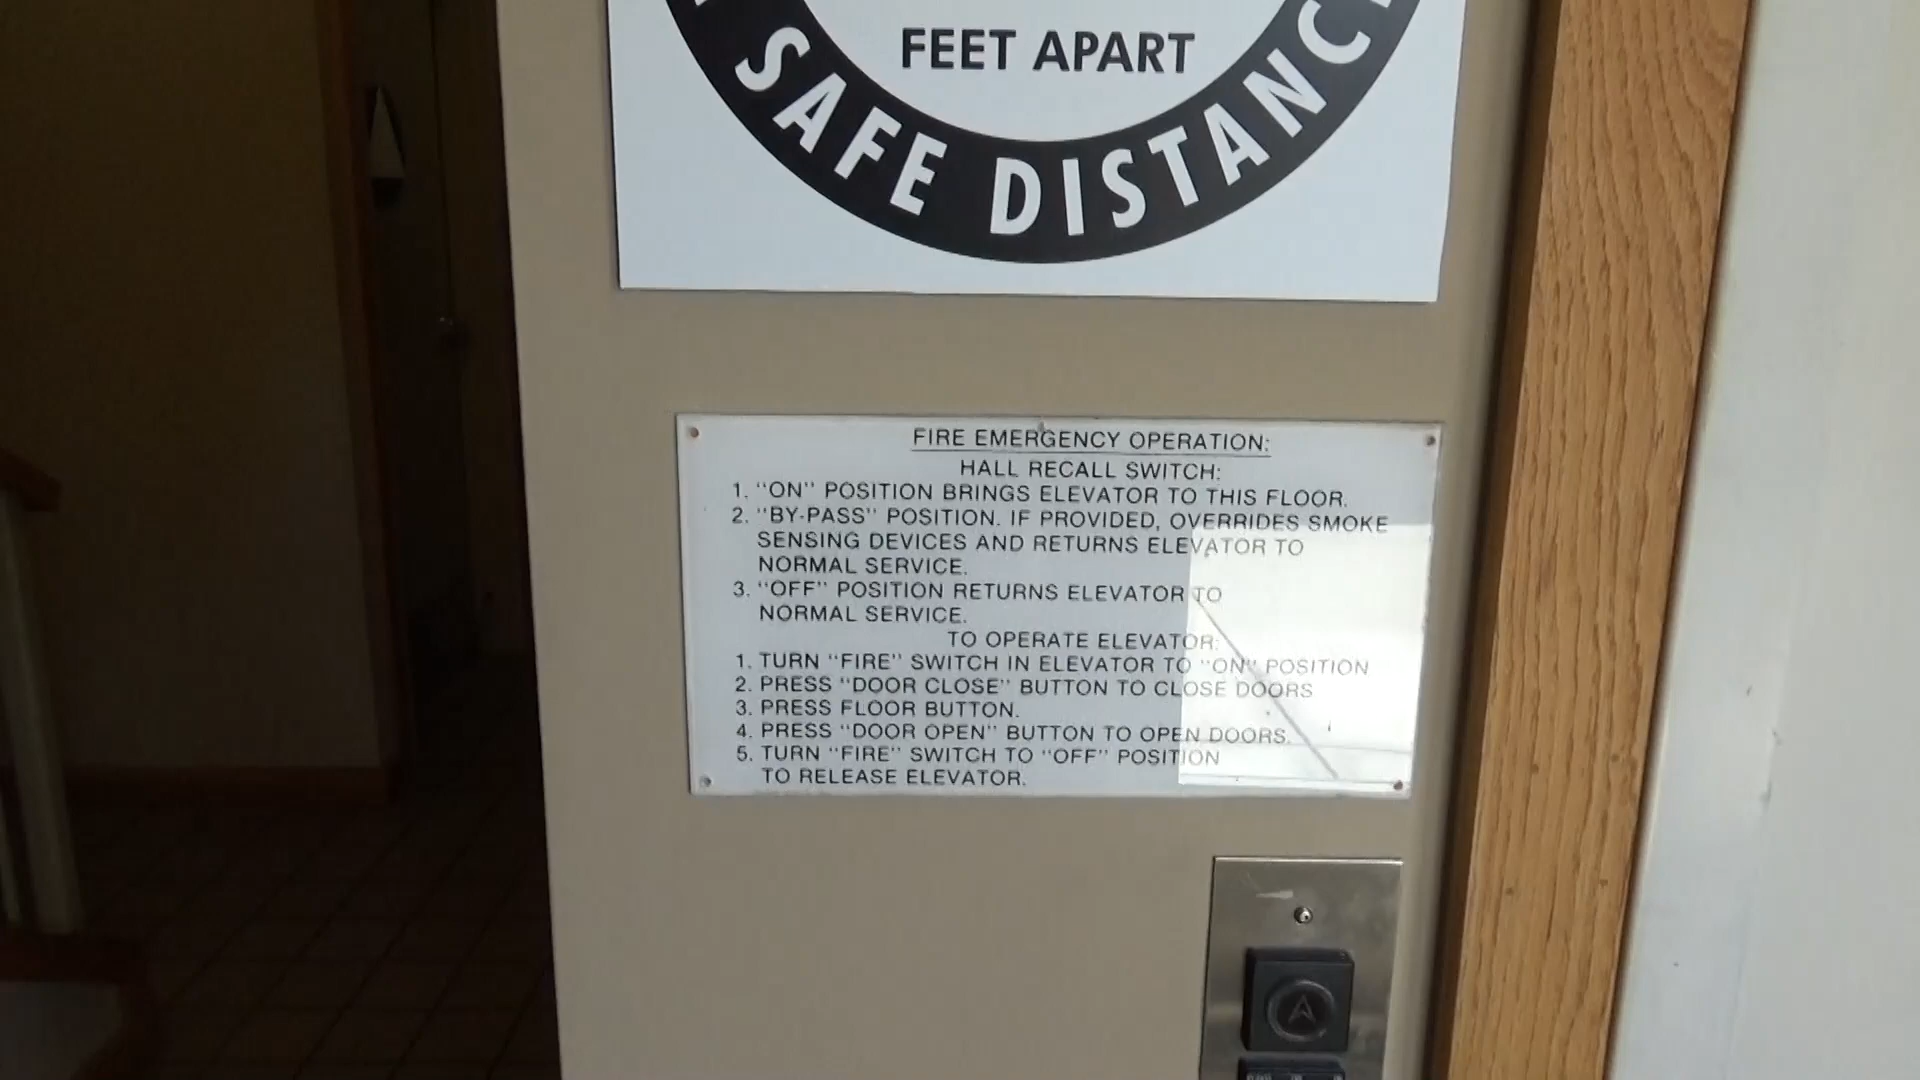 FEET APART
SAFE DISTANC
FIRE EMERGENCY OPERATION:
HALL RECALL SWITCH:
1. "ON" POSITION BRINGS ELEVATOR TO THIS FLOOR.
2. "BY-PASS" POSITION. IF PROVIDED, OVERRIDES SMOKE
SENSING DEVICES AND RETURNS ELEVATOR TO
NORMAL SERVICE.
3. "OFF" POSITION RETURNS ELEVATOR TO
NORMAL SERVICE.
TO OPERATE ELEVATOR:
1. TURN "FIRE" SWITCH IN ELEVATOR TO "ON" POSITION
2. PRESS "DOOR CLOSE" BUTTON TO CLOSE DOORS
3. PRESS FLOOR BUTTON.
4. PRESS "DOOR OPEN" BUTTON TO OPEN DOORS.
5. TURN "FIRE" SWITCH TO "OFF" POSITION
TO RELEASE ELEVATOR.